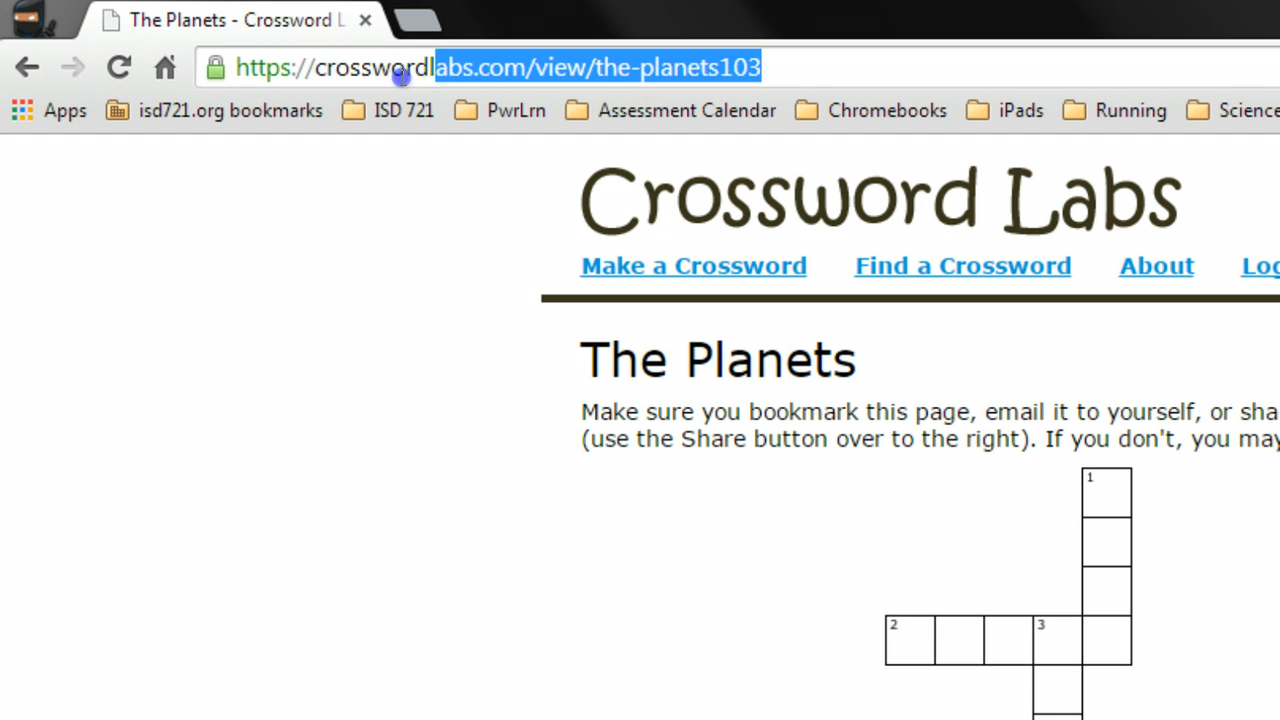 The Planets - Crossword L
https://crosswordlabs.com/view/the-planets103
Apps isd721.org bookmarks ISD 721 PwrLrn Assessment Calendar Chromebooks iPads Running Science
Crossword Labs
Make a Crossword Find a Crossword About Log
The Planets
Make sure you bookmark this page, email it to yourself, or sha
(use the Share button over to the right). If you don't, you may
1
2 3